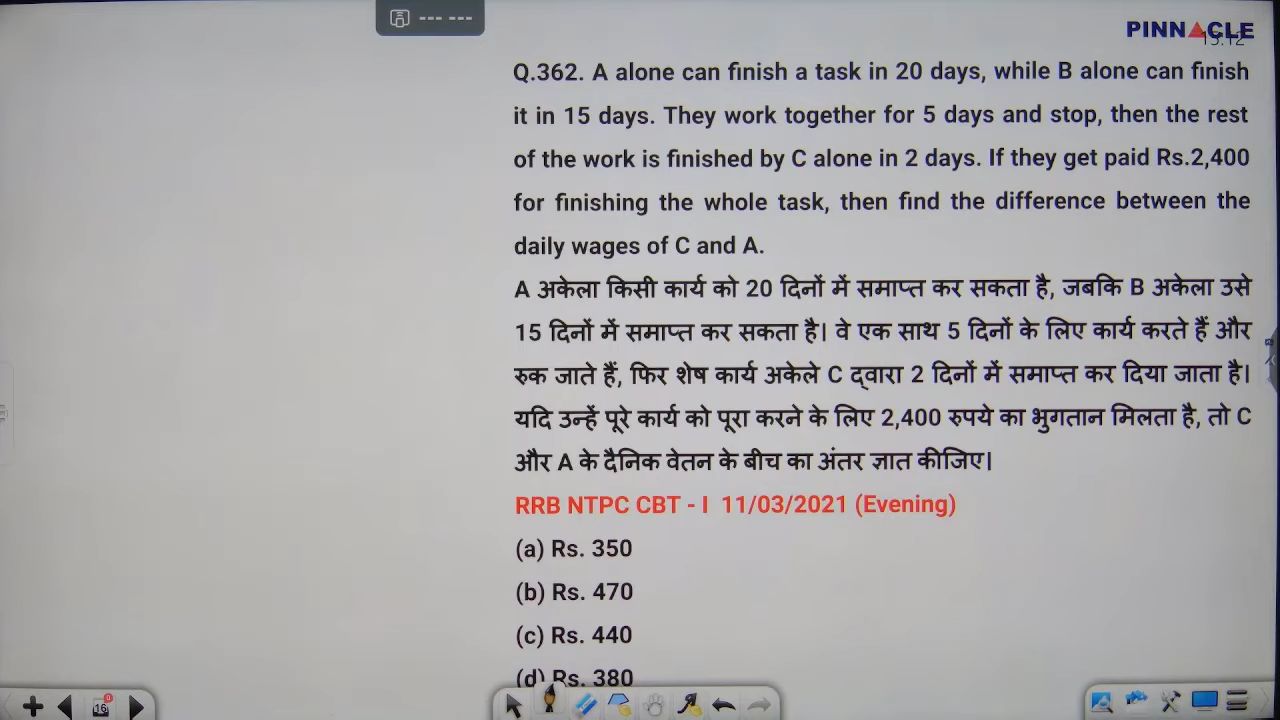 --- ---
PINNACLE
15:12
Q.362. A alone can finish a task in 20 days, while B alone can finish
it in 15 days. They work together for 5 days and stop, then the rest
of the work is finished by C alone in 2 days. If they get paid Rs.2,400
for finishing the whole task, then find the difference between the
daily wages of C and A.
A अकेला किसी कार्य को 20 दिनों में समाप्त कर सकता है, जबकि B अकेला उसे
15 दिनों में समाप्त कर सकता है। वे एक साथ 5 दिनों के लिए कार्य करते हैं और
रुक जाते हैं, फिर शेष कार्य अकेले C द्वारा 2 दिनों में समाप्त कर दिया जाता है।
यदि उन्हें पूरे कार्य को पूरा करने के लिए 2,400 रुपये का भुगतान मिलता है, तो C
और A के दैनिक वेतन के बीच का अंतर ज्ञात कीजिए।
RRB NTPC CBT - I 11/03/2021 (Evening)
(a) Rs. 350
(b) Rs. 470
(c) Rs. 440
(d) Rs. 380
16